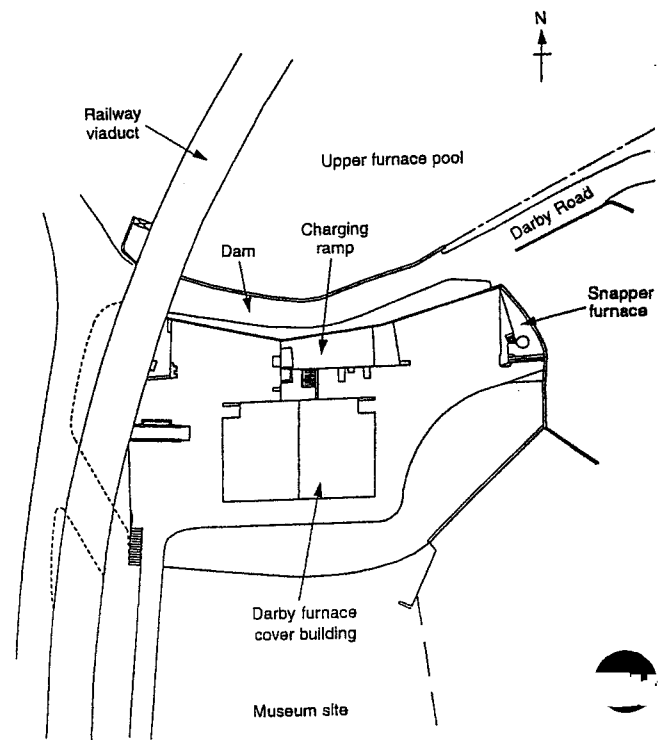 N
Railway
viaduct
Upper furnace pool
Darby Road
Charging
ramp
Dam
Snapper
furnace
Darby furnace
cover building
Museum site